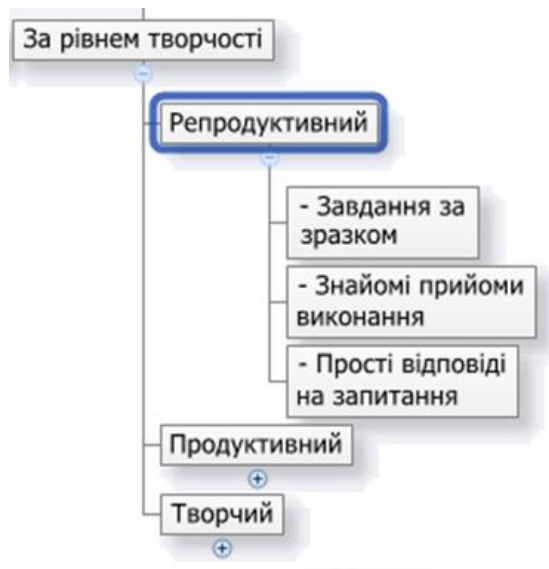 За рівнем творчості
Репродуктивний
- Завдання за
зразком
- Знайомі прийоми
виконання
- Прості відповіді
на запитання
Продуктивний
Творчий